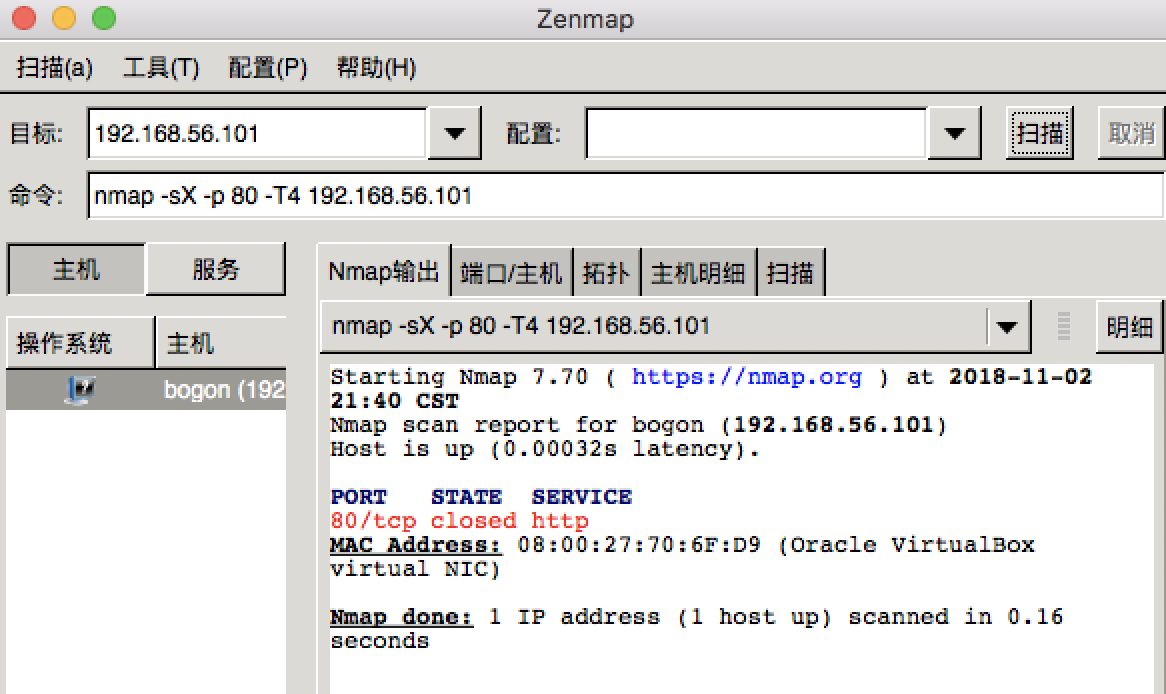 Zenmap
扫描(a) 工具(T) 配置(P) 帮助(H)
目标: 192.168.56.101 配置: 扫描 取消
命令: nmap -sX -p 80 -T4 192.168.56.101
主机 服务 Nmap输出 端口/主机 拓扑 主机明细 扫描
nmap -sX -p 80 -T4 192.168.56.101 明细
操作系统 主机
bogon (192
Starting Nmap 7.70 ( https://nmap.org ) at 2018-11-02
21:40 CST
Nmap scan report for bogon (192.168.56.101)
Host is up (0.00032s latency).
PORT STATE SERVICE
80/tcp closed http
MAC Address: 08:00:27:70:6F:D9 (Oracle VirtualBox
virtual NIC)
Nmap done: 1 IP address (1 host up) scanned in 0.16
seconds